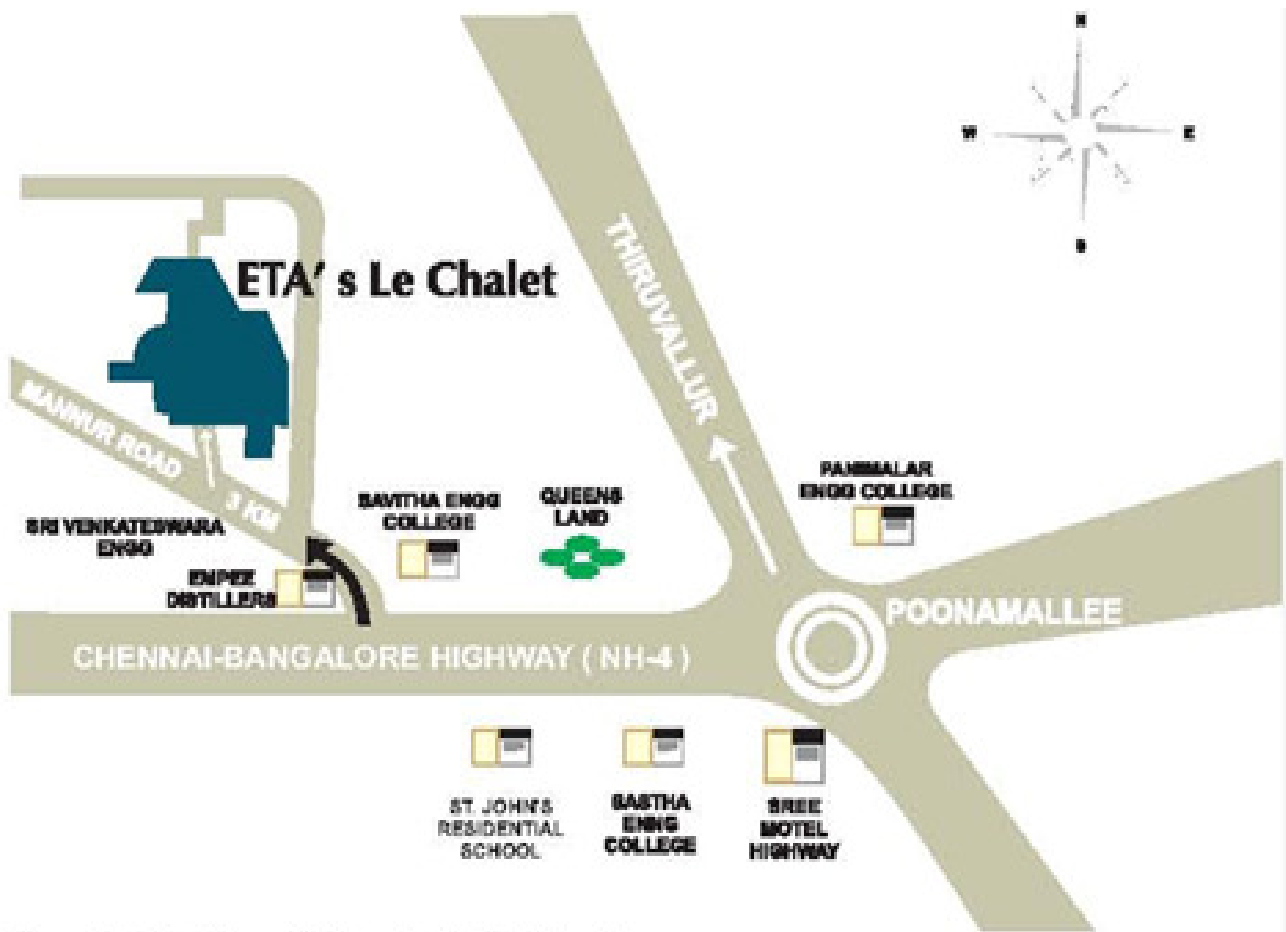 N
W E
S
THIRUVALLUR
ETA' s Le Chalet
MANNUR ROAD
3 KM
PANIMALAR
ENGG COLLEGE
SAVITHA ENGG
COLLEGE
QUEENS
LAND
SRI VENKATESWARA
ENGG
EMPEE
DISTILLERS
POONAMALLEE
CHENNAI-BANGALORE HIGHWAY ( NH-4 )
ST. JOHN'S
RESIDENTIAL
SCHOOL
SASTHA
ENNG
COLLEGE
SREE
MOTEL
HIGHWAY